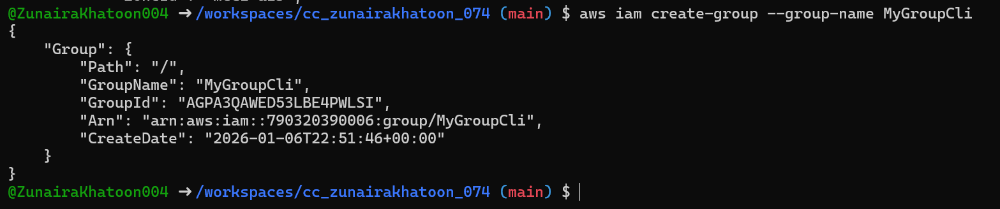 @ZunairaKhatoon004 ➜ /workspaces/cc_zunairakhatoon_074 (main) $ aws iam create-group --group-name MyGroupCli
{
    "Group": {
        "Path": "/",
        "GroupName": "MyGroupCli",
        "GroupId": "AGPA3QAWED53LBE4PWLSI",
        "Arn": "arn:aws:iam::790320390006:group/MyGroupCli",
        "CreateDate": "2026-01-06T22:51:46+00:00"
    }
}
@ZunairaKhatoon004 ➜ /workspaces/cc_zunairakhatoon_074 (main) $